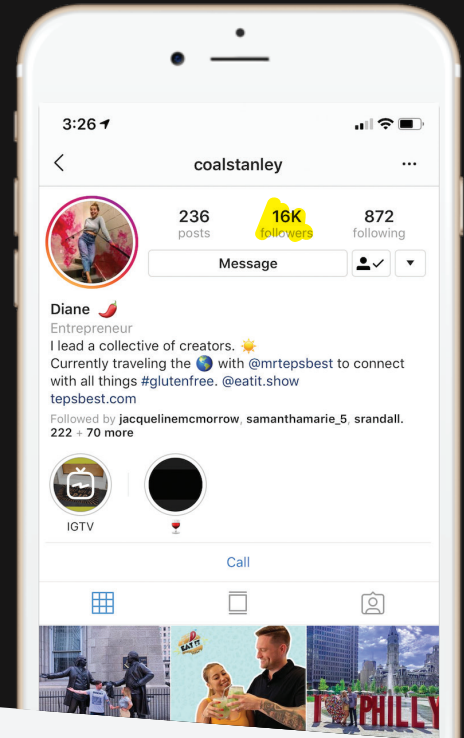 3:26
coalstanley
236 16K 872
posts followers following
Message
Diane
Entrepreneur
I lead a collective of creators. ☀️
Currently traveling the 🌎 with @mrtepsbest to connect
with all things #glutenfree. @eatit.show
tepsbest.com
Followed by jacquelinemcmorrow, samanthamarie_5, srandall.
222 + 70 more
IGTV
Call
EAT IT
I PHILLY